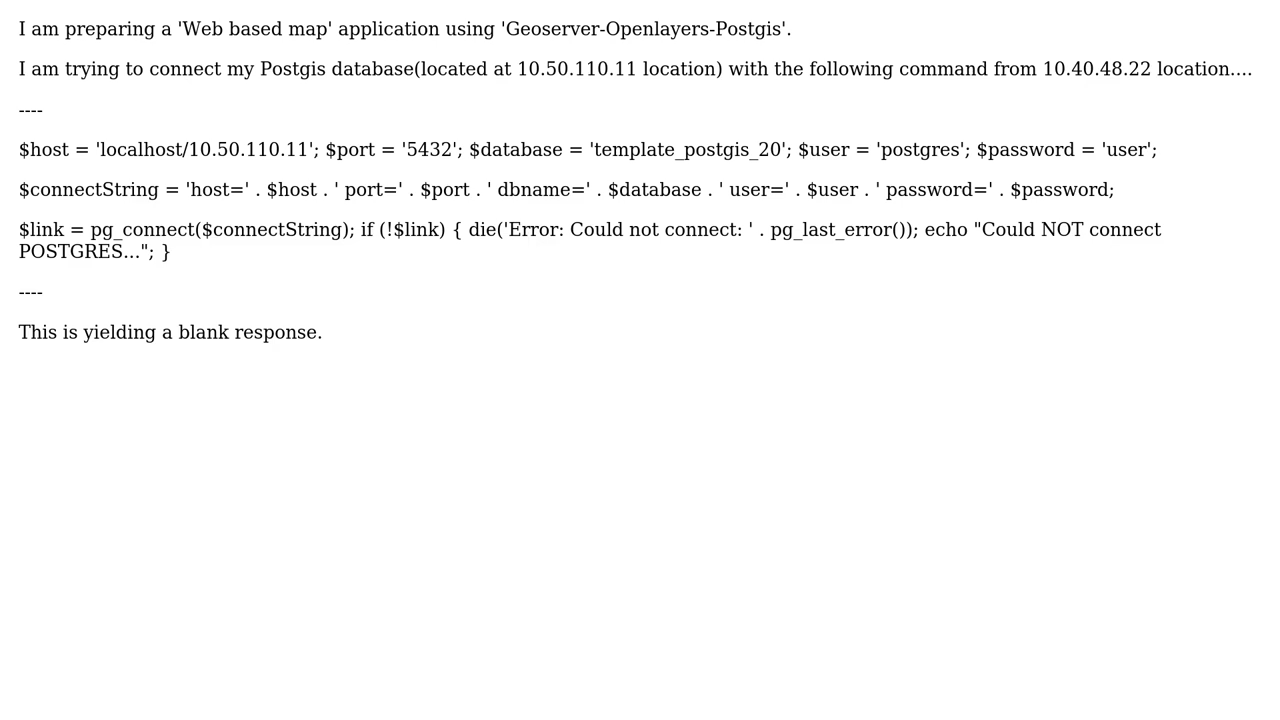 I am preparing a 'Web based map' application using 'Geoserver-Openlayers-Postgis'.
I am trying to connect my Postgis database(located at 10.50.110.11 location) with the following command from 10.40.48.22 location....
----
$host = 'localhost/10.50.110.11'; $port = '5432'; $database = 'template_postgis_20'; $user = 'postgres'; $password = 'user';
$connectString = 'host=' . $host . ' port=' . $port . ' dbname=' . $database . ' user=' . $user . ' password=' . $password;
$link = pg_connect($connectString); if (!$link) { die('Error: Could not connect: ' . pg_last_error()); echo "Could NOT connect
POSTGRES..."; }
----
This is yielding a blank response.